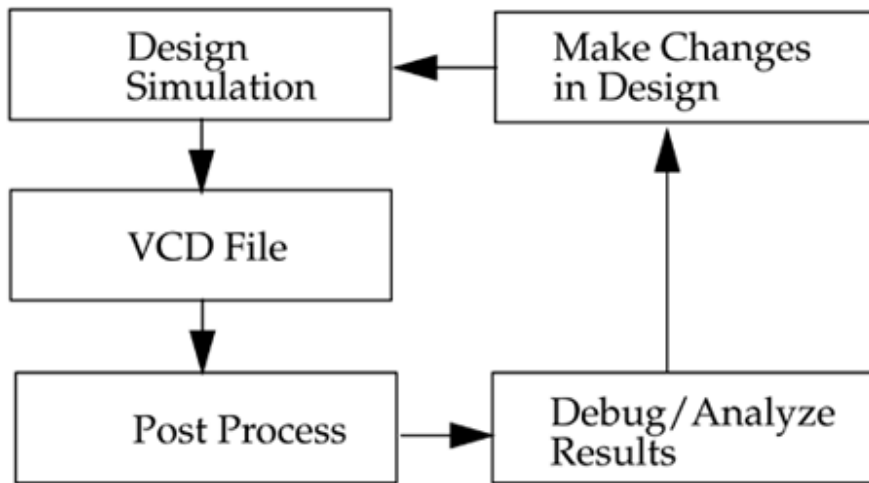 Design
Simulation
Make Changes
in Design
VCD File
Post Process
Debug/Analyze
Results